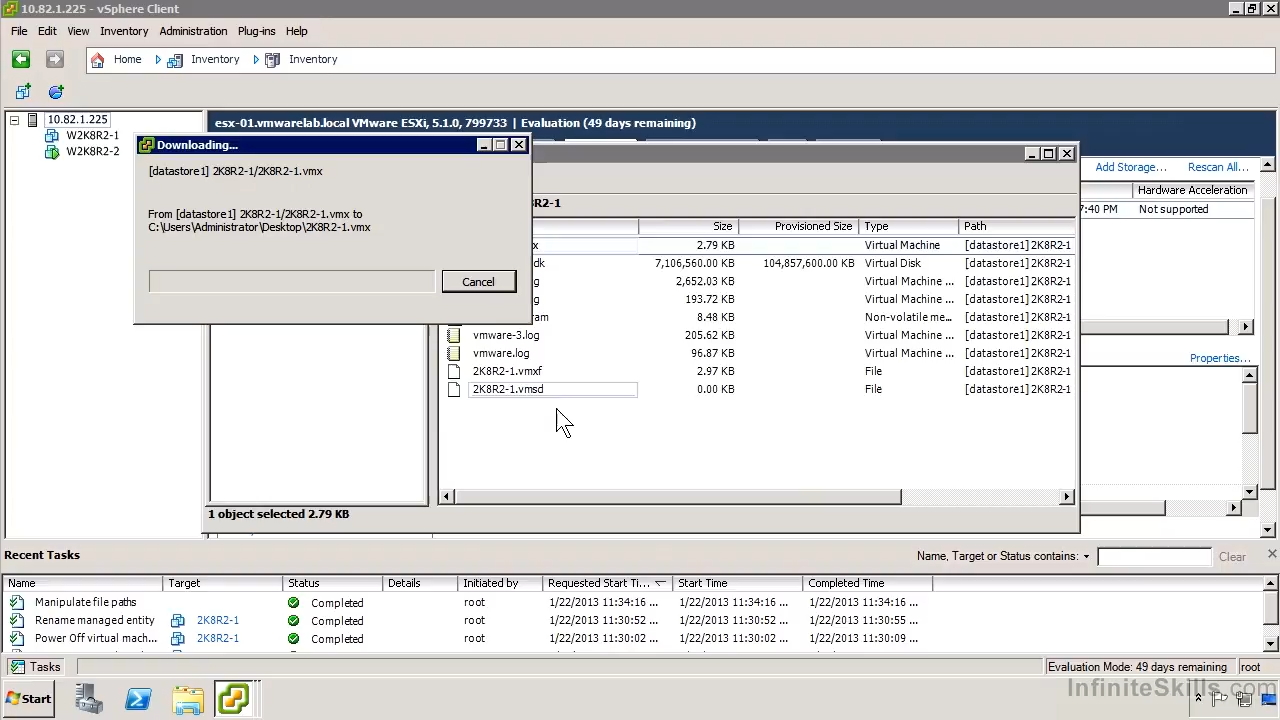 10.82.1.225 - vSphere Client
File Edit View Inventory Administration Plug-ins Help
Home Inventory Inventory
10.82.1.225
W2K8R2-1
W2K8R2-2
esx-01.vmwarelab.local VMware ESXi, 5.1.0, 799733 | Evaluation (49 days remaining)
Downloading...
[datastore1] 2K8R2-1/2K8R2-1.vmx
From [datastore1] 2K8R2-1/2K8R2-1.vmx to
C:\Users\Administrator\Desktop\2K8R2-1.vmx
Cancel
Add Storage... Rescan All...
Hardware Acceleration
7:40 PM Not supported
Properties...
R2-1
Size Provisioned Size Type Path
x 2.79 KB Virtual Machine [datastore1] 2K8R2-1
dk 7,106,560.00 KB 104,857,600.00 KB Virtual Disk [datastore1] 2K8R2-1
g 2,652.03 KB Virtual Machine ... [datastore1] 2K8R2-1
g 193.72 KB Virtual Machine ... [datastore1] 2K8R2-1
ram 8.48 KB Non-volatile me... [datastore1] 2K8R2-1
vmware-3.log 205.62 KB Virtual Machine ... [datastore1] 2K8R2-1
vmware.log 96.87 KB Virtual Machine ... [datastore1] 2K8R2-1
2K8R2-1.vmxf 2.97 KB File [datastore1] 2K8R2-1
2K8R2-1.vmsd 0.00 KB File [datastore1] 2K8R2-1
1 object selected 2.79 KB
Recent Tasks Name, Target or Status contains: Clear
Name Target Status Details Initiated by Requested Start Ti... Start Time Completed Time
Manipulate file paths Completed root 1/22/2013 11:34:16 ... 1/22/2013 11:34:16 ... 1/22/2013 11:34:16 ...
Rename managed entity 2K8R2-1 Completed root 1/22/2013 11:30:52 ... 1/22/2013 11:30:52 ... 1/22/2013 11:30:55 ...
Power Off virtual mach... 2K8R2-1 Completed root 1/22/2013 11:30:02 ... 1/22/2013 11:30:02 ... 1/22/2013 11:30:09 ...
Tasks Evaluation Mode: 49 days remaining root
InfiniteSkills.com
Start